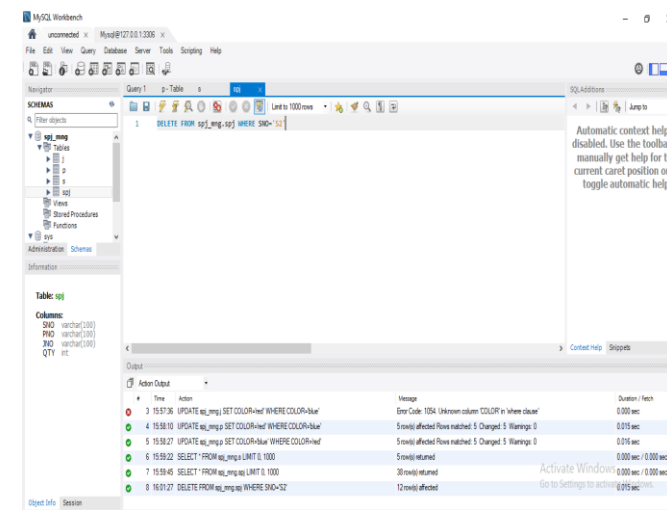 MySQL Workbench
unconnected × Mysql@127.0.0.1:3306 ×
File Edit View Query Database Server Tools Scripting Help
Navigator
SCHEMAS
Filter objects
spj_mng
Tables
j
p
s
spj
Views
Stored Procedures
Functions
sys
Administration Schemas
Information
Table: spj
Columns:
SNO varchar(100)
PNO varchar(100)
JNO varchar(100)
QTY int
Object Info Session
Query 1 p - Table s spj ×
Limit to 1000 rows
1 DELETE FROM spj_mng.spj WHERE SNO='S2'
SQL Additions
Jump to
Automatic context help
disabled. Use the toolba
manually get help for t
current caret position o
toggle automatic help
Context Help Snippets
Output
Action Output
# Time Action Message Duration / Fetch
3 15:57:36 UPDATE spj_mng.j SET COLOR='red' WHERE COLOR='blue' Error Code: 1054. Unknown column 'COLOR' in 'where clause' 0.000 sec
4 15:58:10 UPDATE spj_mng.p SET COLOR='red' WHERE COLOR='blue' 5 row(s) affected Rows matched: 5 Changed: 5 Warnings: 0 0.015 sec
5 15:58:27 UPDATE spj_mng.p SET COLOR='blue' WHERE COLOR='red' 5 row(s) affected Rows matched: 5 Changed: 5 Warnings: 0 0.016 sec
6 15:59:22 SELECT * FROM spj_mng.s LIMIT 0, 1000 5 row(s) returned 0.000 sec / 0.000 sec
7 15:59:45 SELECT * FROM spj_mng.spj LIMIT 0, 1000 30 row(s) returned 0.000 sec / 0.000 sec
8 16:01:27 DELETE FROM spj_mng.spj WHERE SNO='S2' 12 row(s) affected 0.015 sec
Activate Windows
Go to Settings to activate Windows.